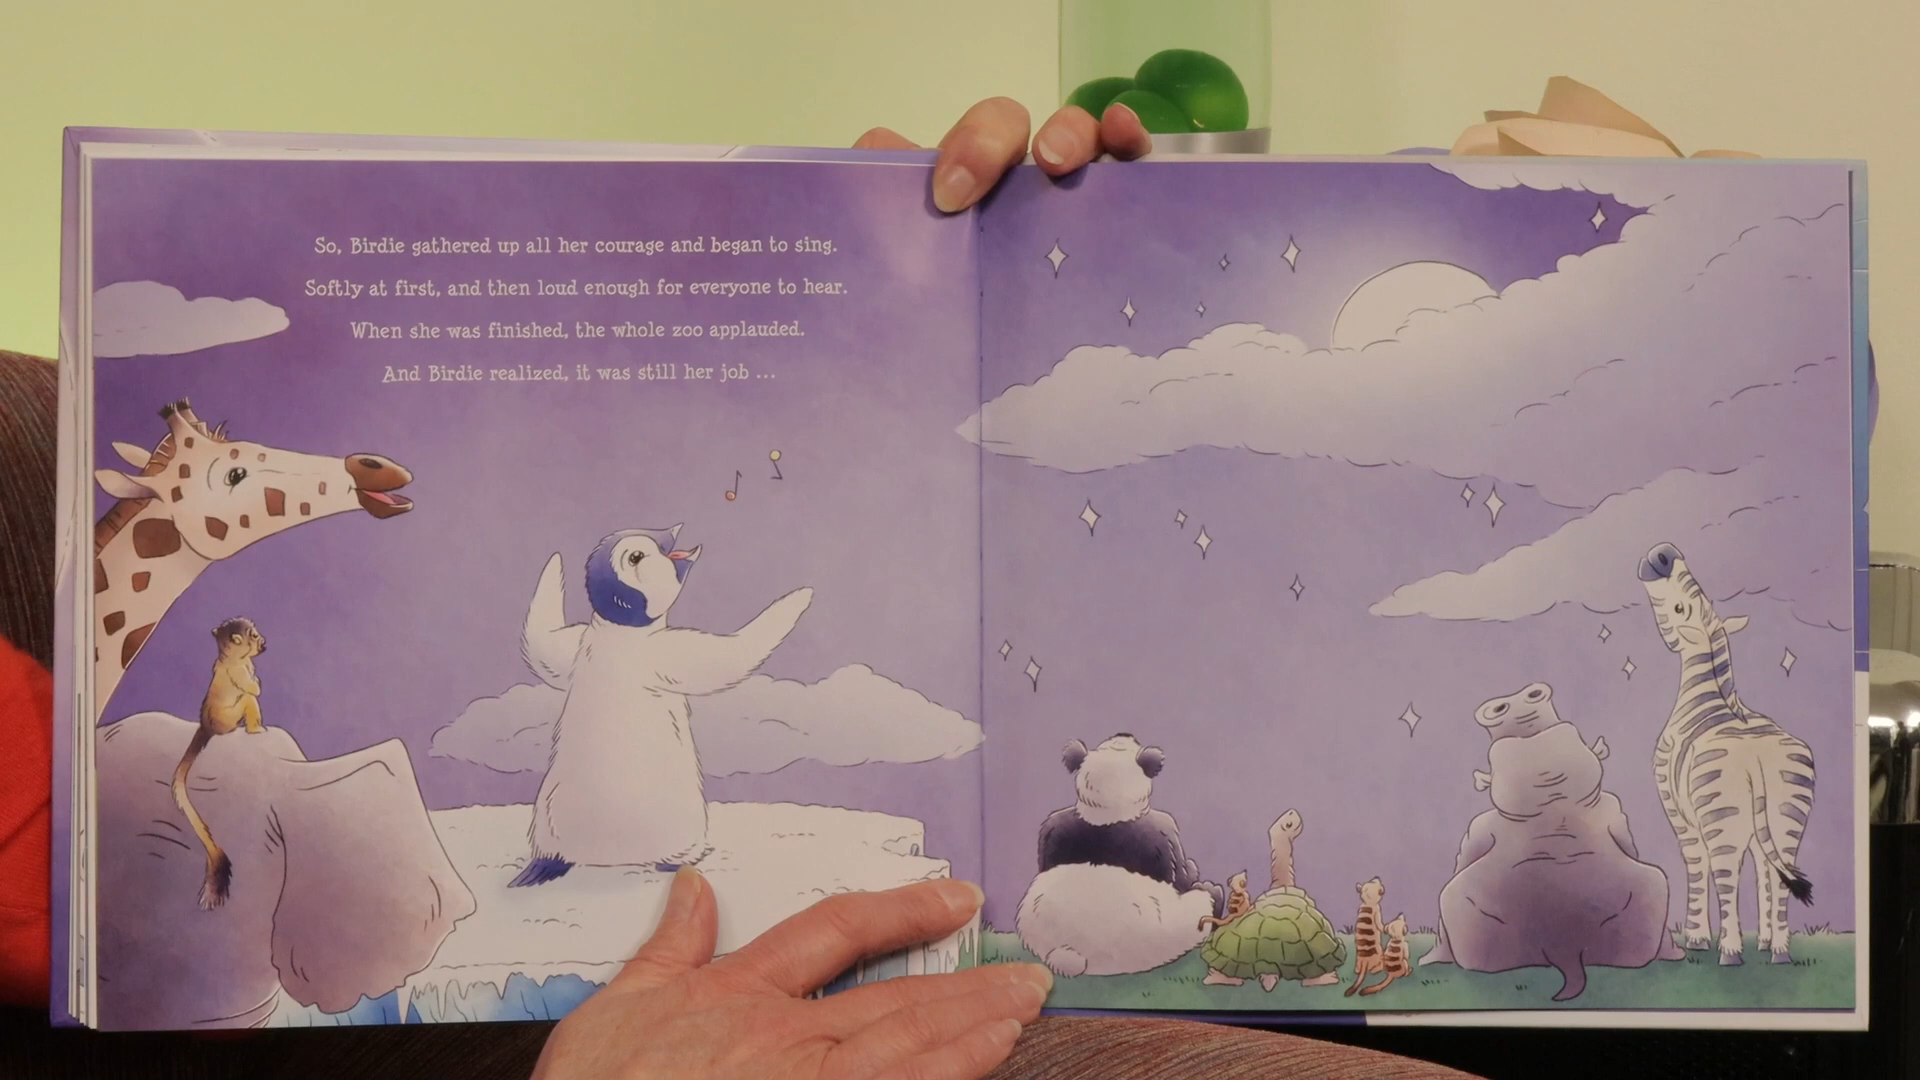 So, Birdie gathered up all her courage and began to sing.
Softly at first, and then loud enough for everyone to hear.
When she was finished, the whole zoo applauded.
And Birdie realized, it was still her job ...